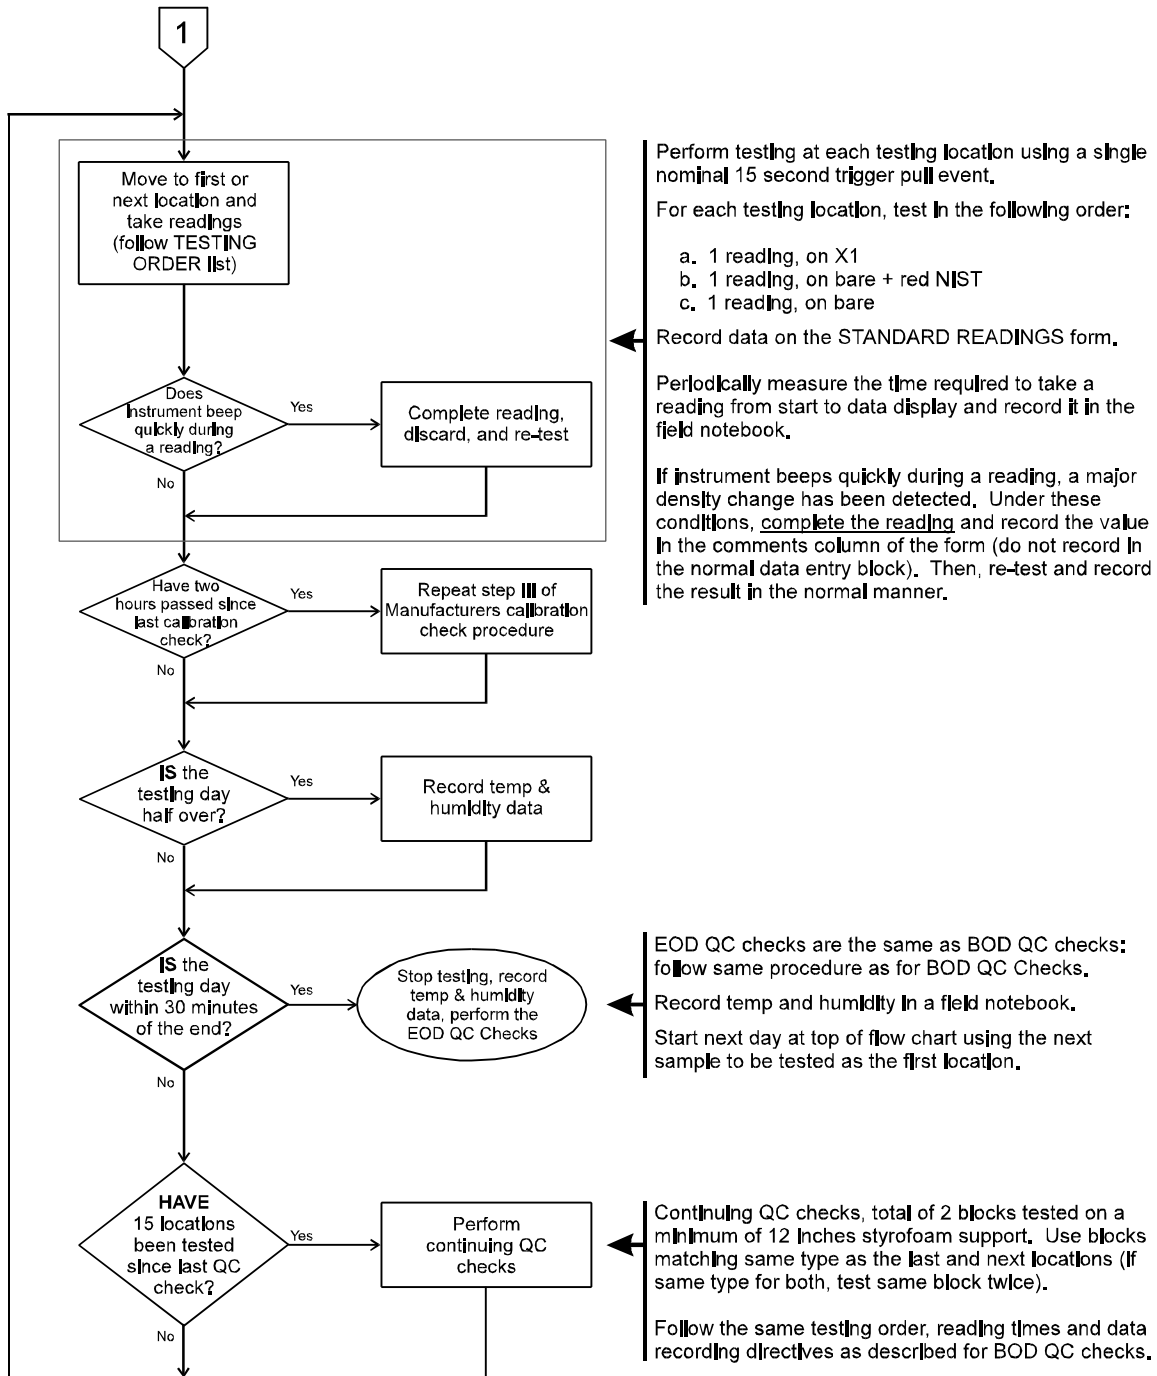 1
Move to first or
next location and
take readings
(follow TESTING
ORDER list)
Does
instrument beep
quickly during
a reading?
Yes
Complete reading,
discard, and re-test
No
Have two
hours passed since
last calibration
check?
Yes
Repeat step III of
Manufacturers calibration
check procedure
No
IS the
testing day
half over?
Yes
Record temp &
humidity data
No
IS the
testing day
within 30 minutes
of the end?
Yes
Stop testing, record
temp & humidity
data, perform the
EOD QC Checks
No
HAVE
15 locations
been tested
since last QC
check?
Yes
Perform
continuing QC
checks
No
Perform testing at each testing location using a single
nominal 15 second trigger pull event.
For each testing location, test in the following order:
a. 1 reading, on X1
b. 1 reading, on bare + red NIST
c. 1 reading, on bare
Record data on the STANDARD READINGS form.
Periodically measure the time required to take a
reading from start to data display and record it in the
field notebook.
If instrument beeps quickly during a reading, a major
density change has been detected. Under these
conditions, complete the reading and record the value
in the comments column of the form (do not record in
the normal data entry block). Then, re-test and record
the result in the normal manner.
EOD QC checks are the same as BOD QC checks:
follow same procedure as for BOD QC Checks.
Record temp and humidity in a field notebook.
Start next day at top of flow chart using the next
sample to be tested as the first location.
Continuing QC checks, total of 2 blocks tested on a
minimum of 12 inches styrofoam support. Use blocks
matching same type as the last and next locations (if
same type for both, test same block twice).
Follow the same testing order, reading times and data
recording directives as described for BOD QC checks.